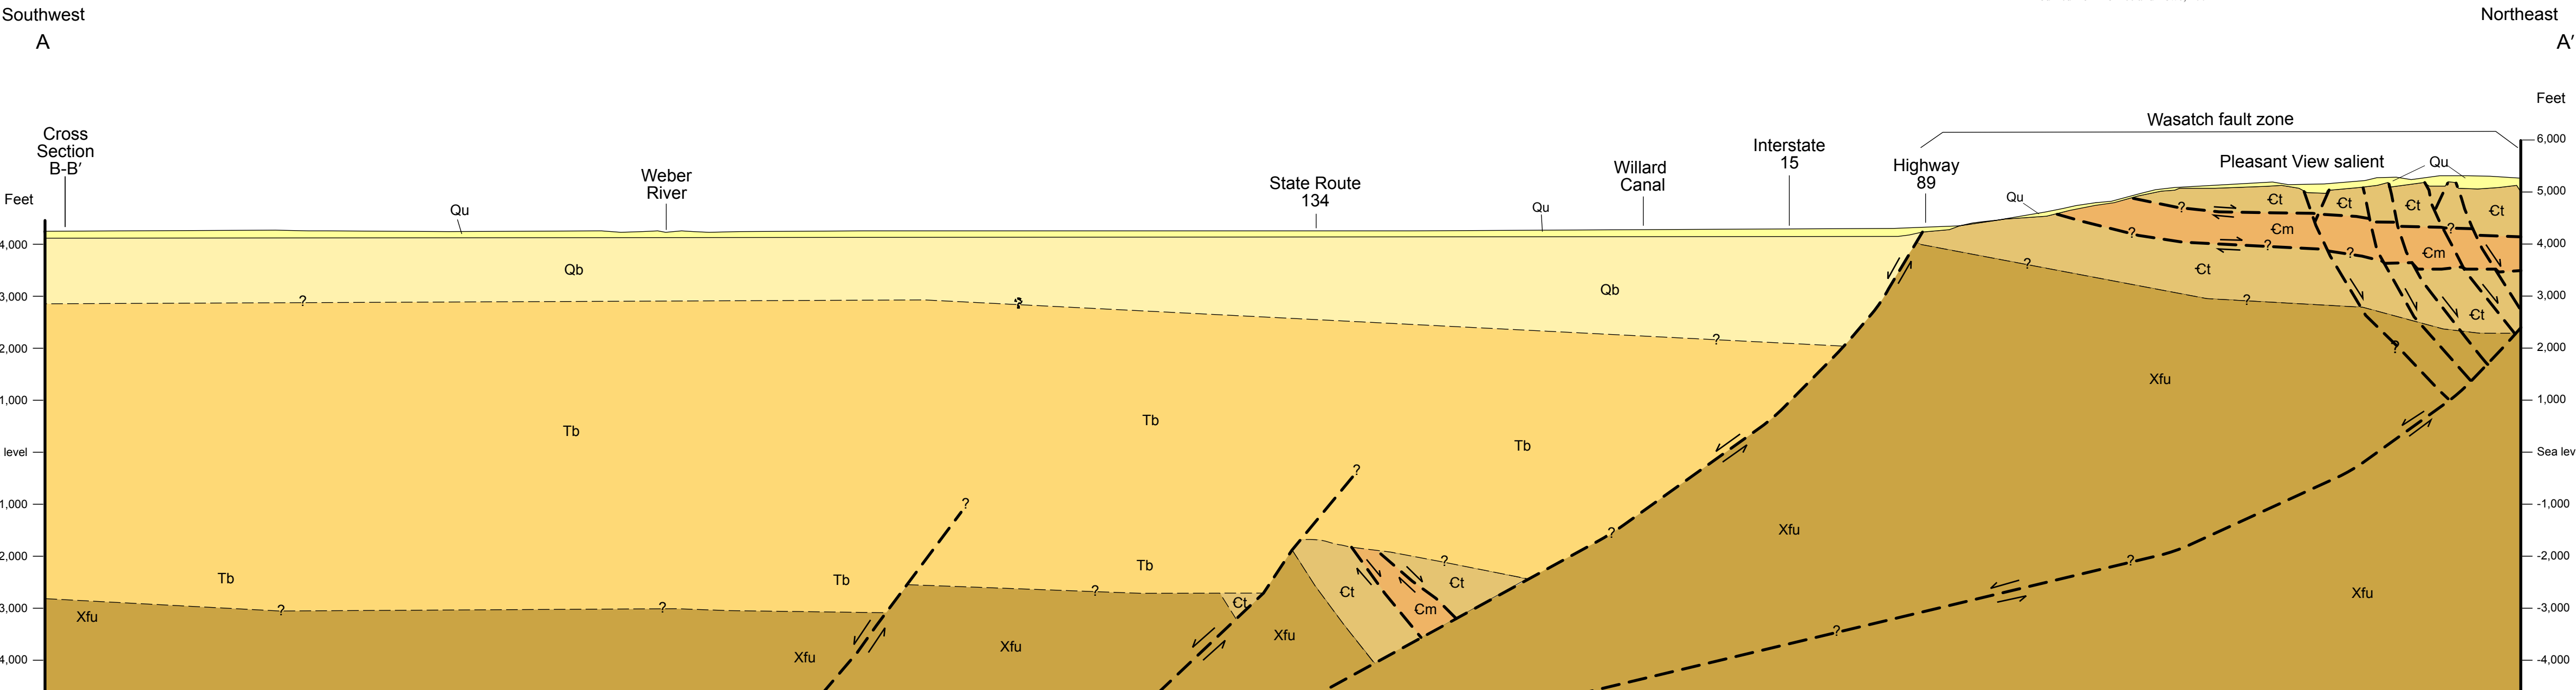 Southwest
Northeast
A
A′
Feet
6,000
Wasatch fault zone
Cross
Section
B-B′
Interstate
15
Pleasant View salient
Qu
Highway
89
Willard
Canal
Weber
River
State Route
134
Feet
5,000
Qu
Qu
Qu
Ꞓt
Ꞓt
Ꞓt
Ꞓt
?
?
?
Ꞓm
4,000
4,000
?
?
Ꞓm
Qb
?
Ꞓt
Qb
3,000
?
?
?
3,000
Ꞓt
?
2,000
2,000
?
Xfu
1,000
1,000
Tb
Tb
Tb
level
Sea lev
?
?
1,000
-1,000
Xfu
?
2,000
?
?
-2,000
Tb
Tb
Tb
Ꞓt
?
Ꞓt
Xfu
3,000
?
?
Ꞓt
Ꞓm
-3,000
Xfu
?
Xfu
Xfu
Xfu
4,000
-4,000